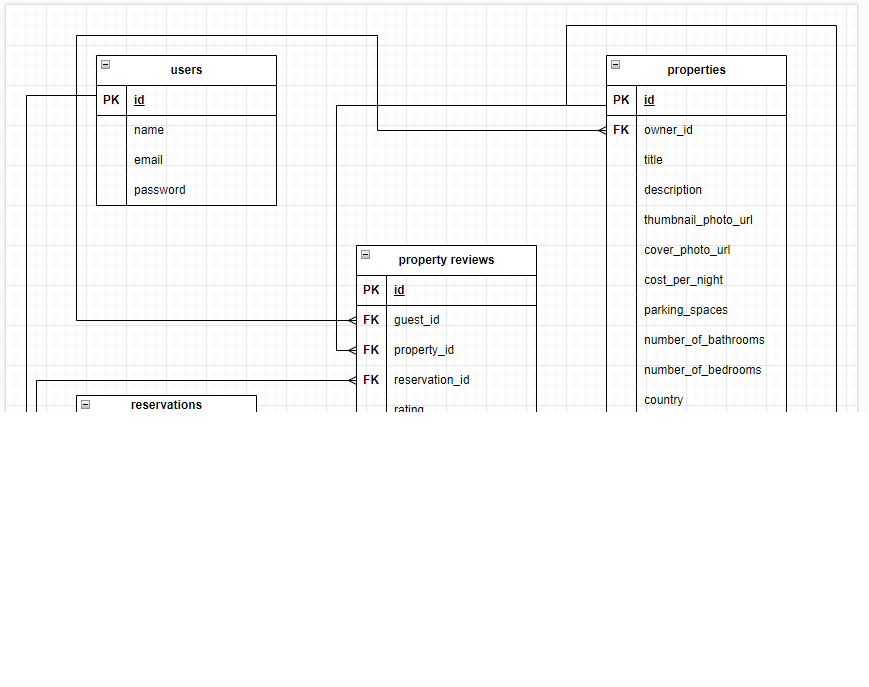 users
PK id
name
email
password
properties
PK id
FK owner_id
title
description
thumbnail_photo_url
cover_photo_url
cost_per_night
parking_spaces
number_of_bathrooms
number_of_bedrooms
country
property reviews
PK id
FK guest_id
FK property_id
FK reservation_id
rating
reservations